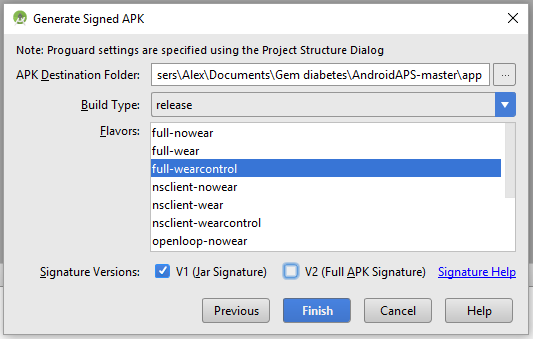 Generate Signed APK
Note: Proguard settings are specified using the Project Structure Dialog
APK Destination Folder: sers\Alex\Documents\Gem diabetes\AndroidAPS-master\app ...
Build Type: release
Flavors:
full-nowear
full-wear
full-wearcontrol
nsclient-nowear
nsclient-wear
nsclient-wearcontrol
openloop-nowear
Signature Versions: V1 (Jar Signature) V2 (Full APK Signature) Signature Help
Previous Finish Cancel Help